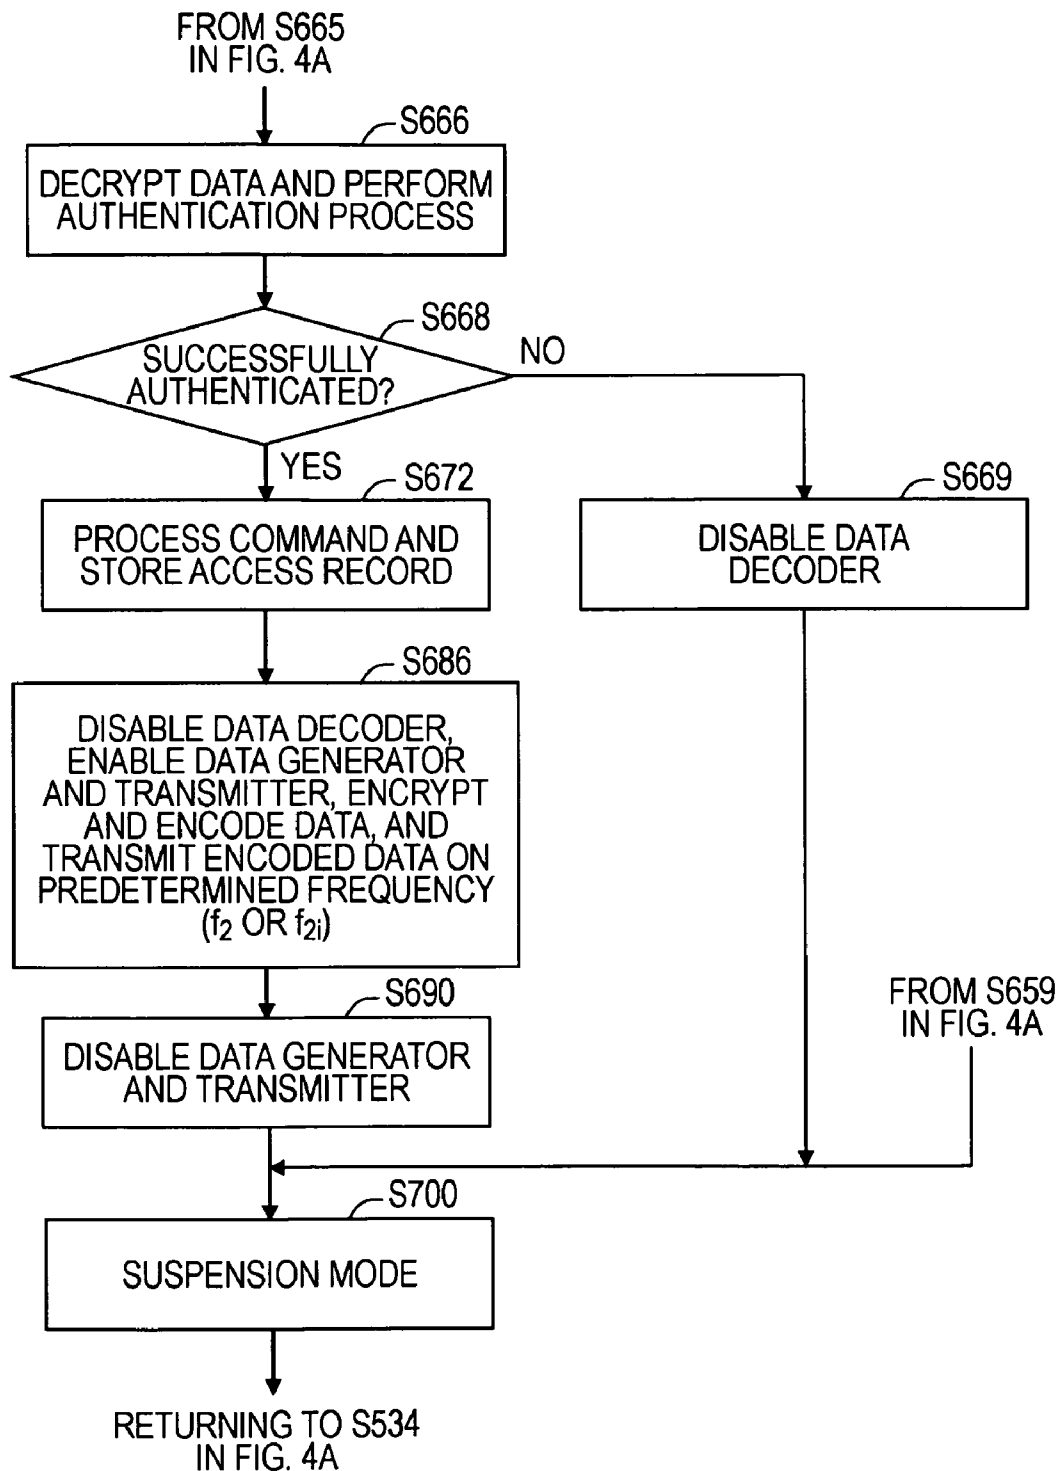 FROM S665
IN FIG. 4A
S666
DECRYPT DATA AND PERFORM
AUTHENTICATION PROCESS
S668
SUCCESSFULLY
AUTHENTICATED?
NO
YES
S672
PROCESS COMMAND AND
STORE ACCESS RECORD
S669
DISABLE DATA
DECODER
S686
DISABLE DATA DECODER,
ENABLE DATA GENERATOR
AND TRANSMITTER, ENCRYPT
AND ENCODE DATA, AND
TRANSMIT ENCODED DATA ON
PREDETERMINED FREQUENCY
(f2 OR f2i)
S690
DISABLE DATA GENERATOR
AND TRANSMITTER
FROM S659
IN FIG. 4A
S700
SUSPENSION MODE
RETURNING TO S534
IN FIG. 4A